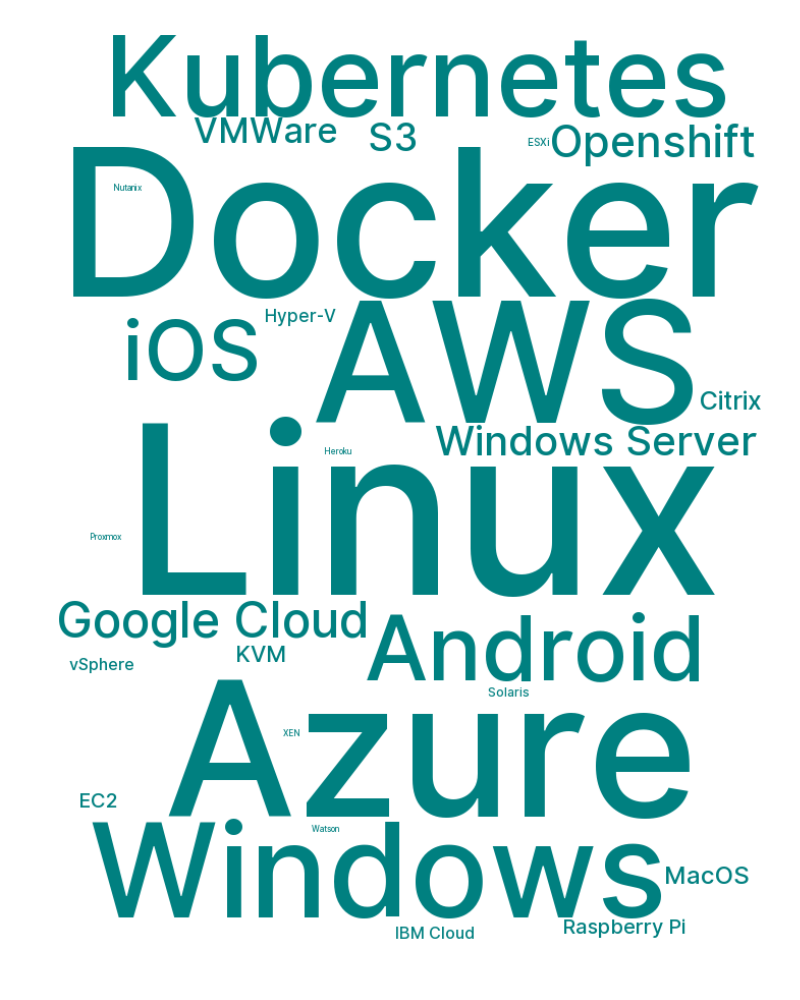 Kubernetes
VMWare S3 ESXi Openshift
Docker
Nutanix
iOS Hyper-V AWS
Citrix
Windows Server
Heroku
Linux
Proxmox
Google Cloud Android
vSphere KVM
Solaris
Azure
XEN
EC2
Watson
Windows
MacOS
IBM Cloud Raspberry Pi